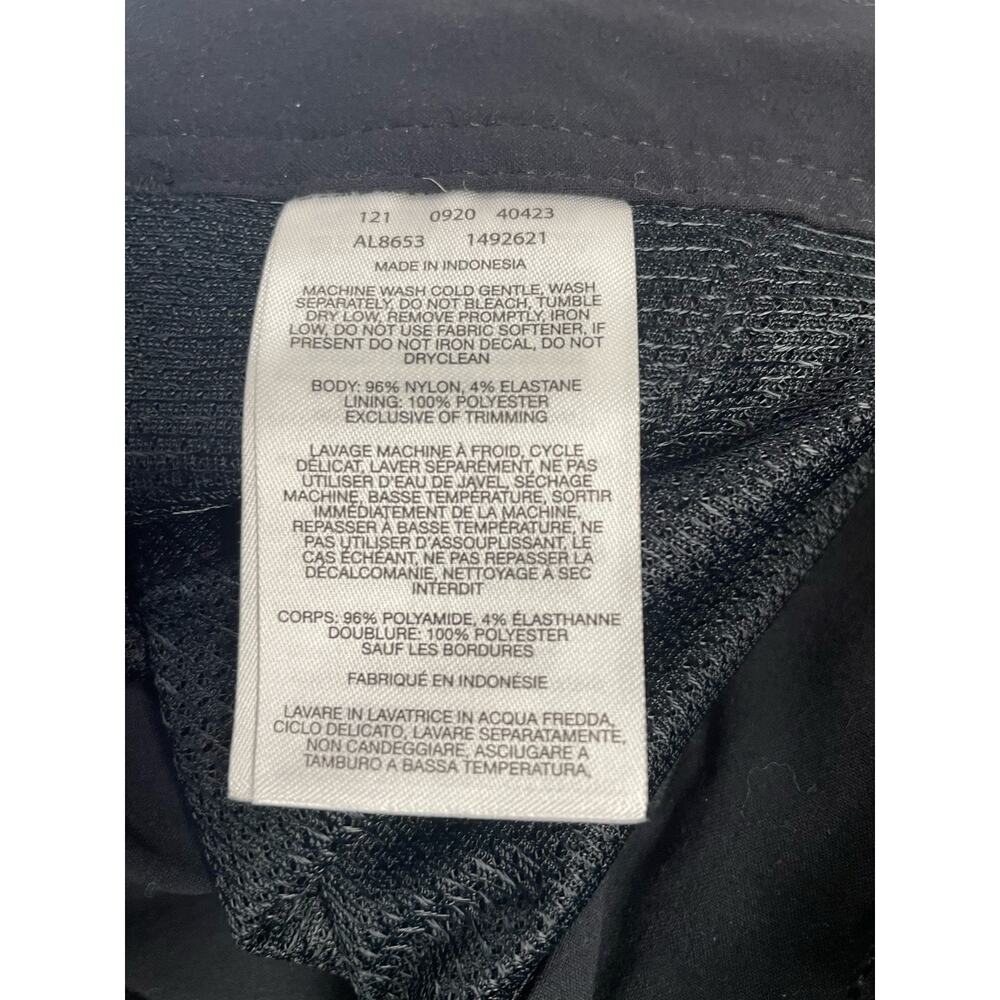 121 0920 40423
AL8653 1492621
MADE IN INDONESIA
MACHINE WASH COLD GENTLE, WASH
SEPARATELY, DO NOT BLEACH, TUMBLE
DRY LOW, REMOVE PROMPTLY, IRON
LOW, DO NOT USE FABRIC SOFTENER, IF
PRESENT DO NOT IRON DECAL, DO NOT
DRYCLEAN
BODY: 96% NYLON, 4% ELASTANE
LINING: 100% POLYESTER
EXCLUSIVE OF TRIMMING
LAVAGE MACHINE À FROID, CYCLE
DÉLICAT, LAVER SÉPARÉMENT, NE PAS
UTILISER D'EAU DE JAVEL, SÉCHAGE
MACHINE, BASSE TEMPÉRATURE, SORTIR
IMMÉDIATEMENT DE LA MACHINE,
REPASSER À BASSE TEMPÉRATURE, NE
PAS UTILISER D'ASSOUPLISSANT, LE
CAS ÉCHÉANT, NE PAS REPASSER LA
DÉCALCOMANIE, NETTOYAGE À SEC
INTERDIT
CORPS: 96% POLYAMIDE, 4% ÉLASTHANNE
DOUBLURE: 100% POLYESTER
SAUF LES BORDURES
FABRIQUÉ EN INDONÉSIE
LAVARE IN LAVATRICE IN ACQUA FREDDA,
CICLO DELICATO, LAVARE SEPARATAMENTE,
NON CANDEGGIARE, ASCIUGARE A
TAMBURO A BASSA TEMPERATURA,